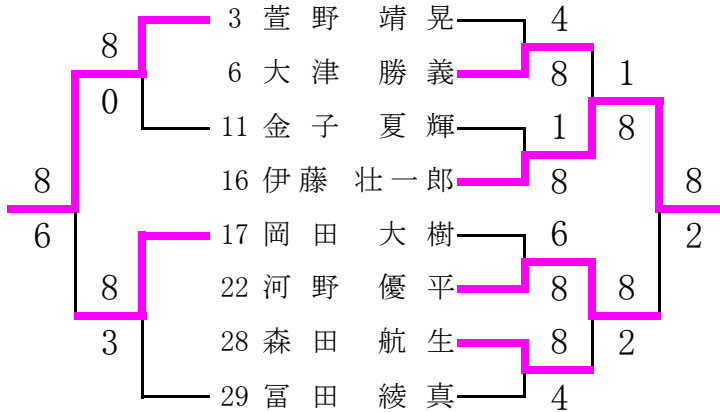 3 萱野 靖晃 4
8
6 大津 勝義 8 1
0
11 金子 夏輝 1 8
8 16 伊藤 壮一郎 8 8
6 17 岡田 大樹 6 2
8 22 河野 優平 8 8
3 28 森田 航生 8 2
29 冨田 綾真 4